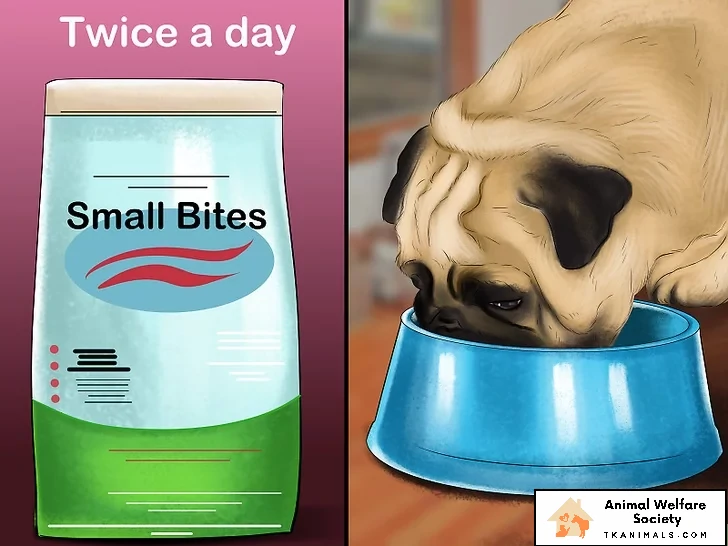 Twice a day
Small Bites
Animal Welfare
Society
TKANIMALS.COM